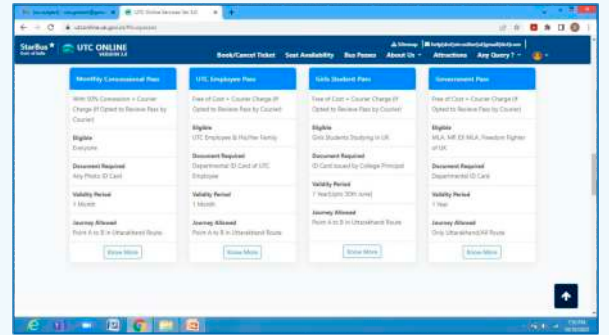 UTC Online Services Ver 3.0
StarBus *
UTC ONLINE
VERSION 3.0
Sitemap
Book/Cancel Ticket Seat Availability Bus Passes About Us Attractions Any Query ?
Monthly Concessional Pass
With 50% Concession + Courier
Charge (If Opted to Receive Pass by
Courier)
Eligible
Everyone
Document Required
Any Photo ID Card
Validity Period
1 Month
Journey Allowed
Point A to B in Uttarakhand Route
Know More
UTC Employee Pass
Free of Cost + Courier Charge (If
Opted to Receive Pass by Courier)
Eligible
UTC Employee & His/Her Family
Document Required
Departmental ID Card of UTC
Employee
Validity Period
1 Month
Journey Allowed
Point A to B in Uttarakhand Route
Know More
Girls Student Pass
Free of Cost + Courier Charge (If
Opted to Receive Pass by Courier)
Eligible
Girls Students Studying in UK
Document Required
ID Card issued by College Principal
Validity Period
1 Year(Upto 30th June)
Journey Allowed
Point A to B in Uttarakhand Route
Know More
Government Pass
Free of Cost + Courier Charge (If
Opted to Receive Pass by Courier)
Eligible
MLA, MP, EX-MLA, Freedom Fighter
of UK
Document Required
Departmental ID Card
Validity Period
1 Year
Journey Allowed
Only Uttarakhand/All Route
Know More